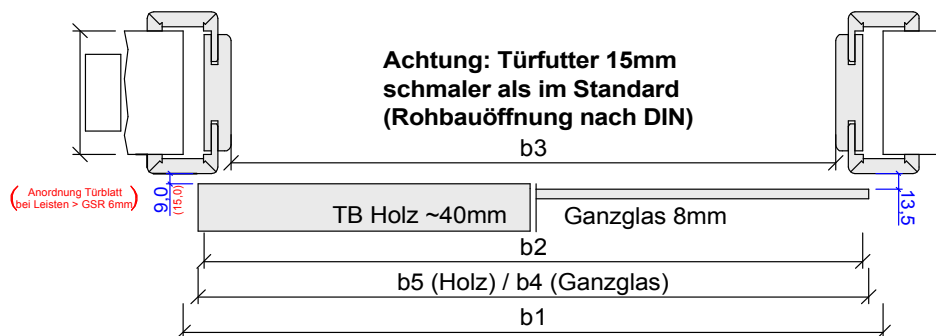 Achtung: Türfutter 15mm
schmaler als im Standard
(Rohbauöffnung nach DIN)
b3
( Anordnung Türblatt
bei Leisten > GSR 6mm )
9,0
(15,0)
13,5
TB Holz ~40mm
Ganzglas 8mm
b2
b5 (Holz) / b4 (Ganzglas)
b1